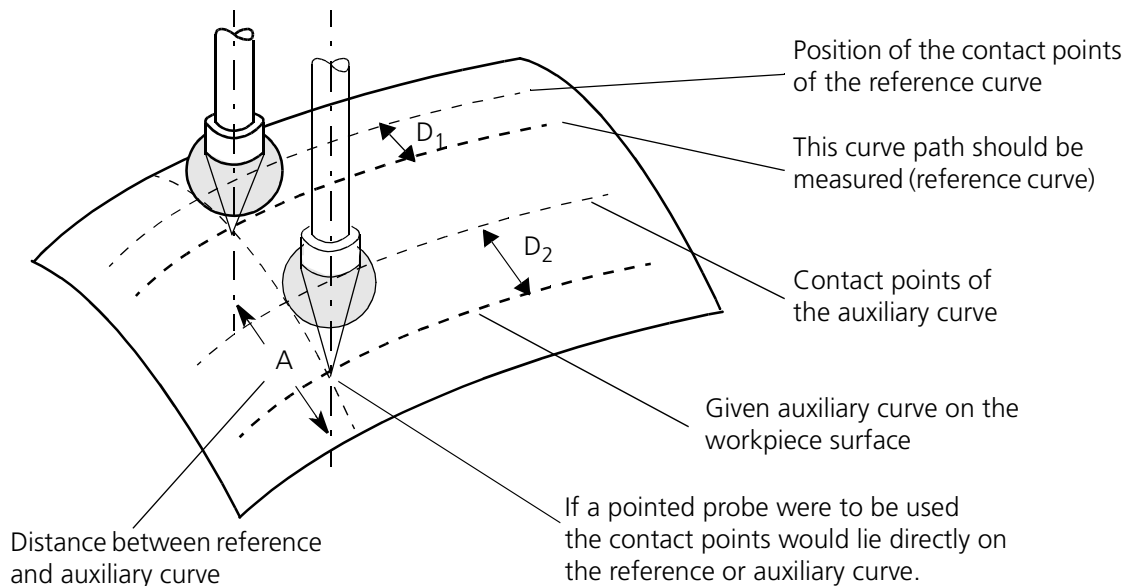 Position of the contact points
of the reference curve
D1
This curve path should be
measured (reference curve)
D2
Contact points of
the auxiliary curve
A
Given auxiliary curve on the
workpiece surface
If a pointed probe were to be used
the contact points would lie directly on
the reference or auxiliary curve.
Distance between reference
and auxiliary curve